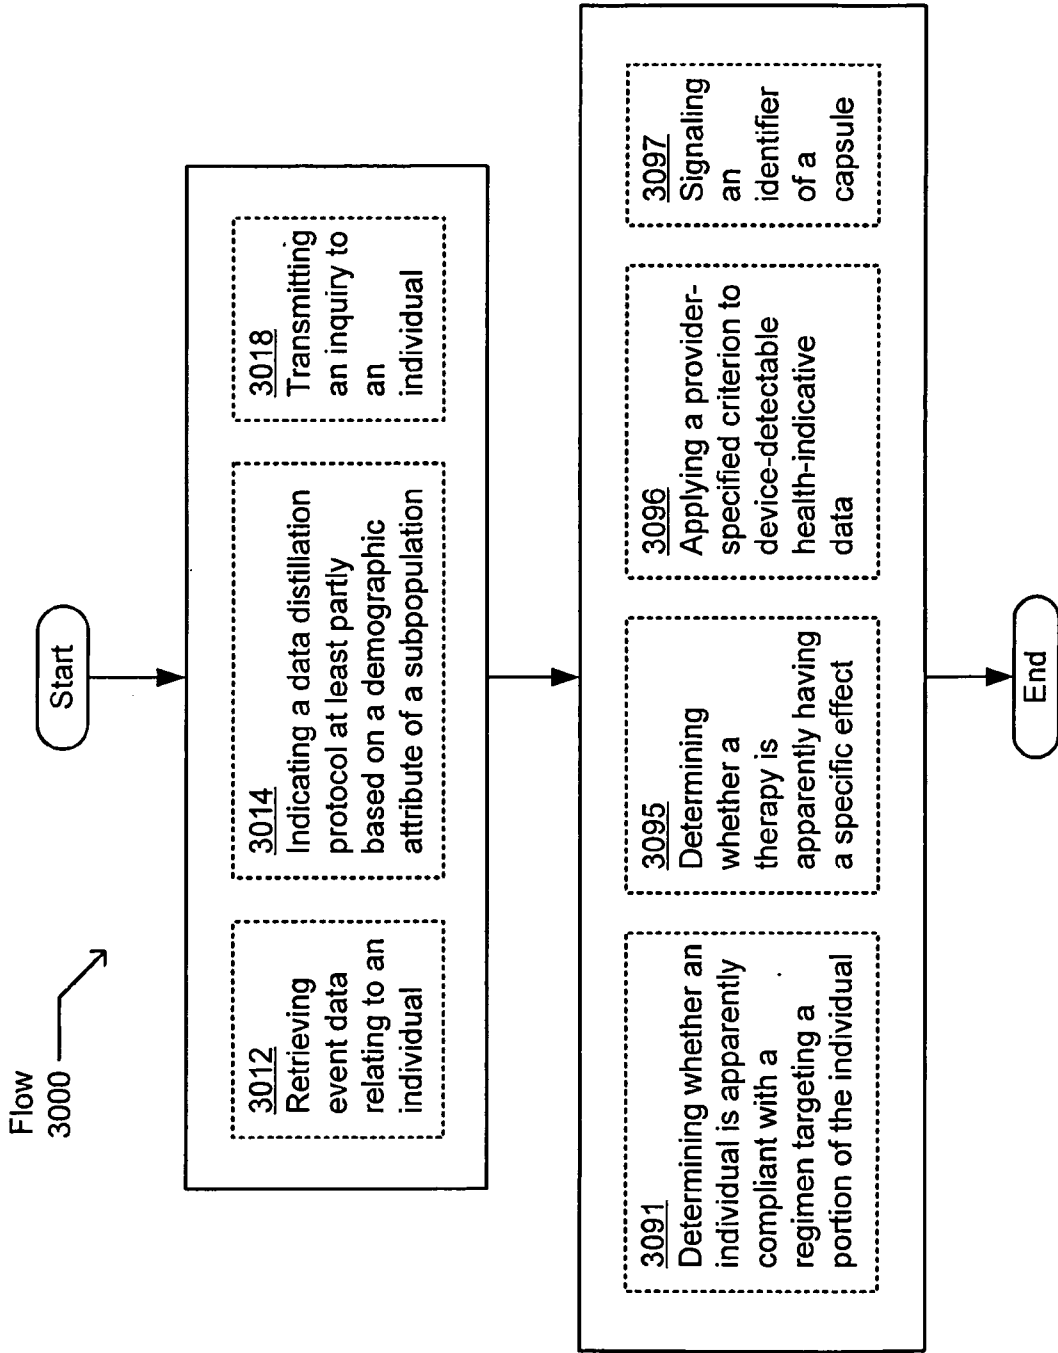 Flow
3000
Start
3012
Retrieving
event data
relating to an
individual
3014
Indicating a data distillation
protocol at least partly
based on a demographic
attribute of a subpopulation
3018
Transmitting
an inquiry to
an
individual
3091
Determining whether an
individual is apparently
compliant with a
regimen targeting a
portion of the individual
3095
Determining
whether a
therapy is
apparently having
a specific effect
3096
Applying a provider-
specified criterion to
device-detectable
health-indicative
data
3097
Signaling
an
identifier
of a
capsule
End